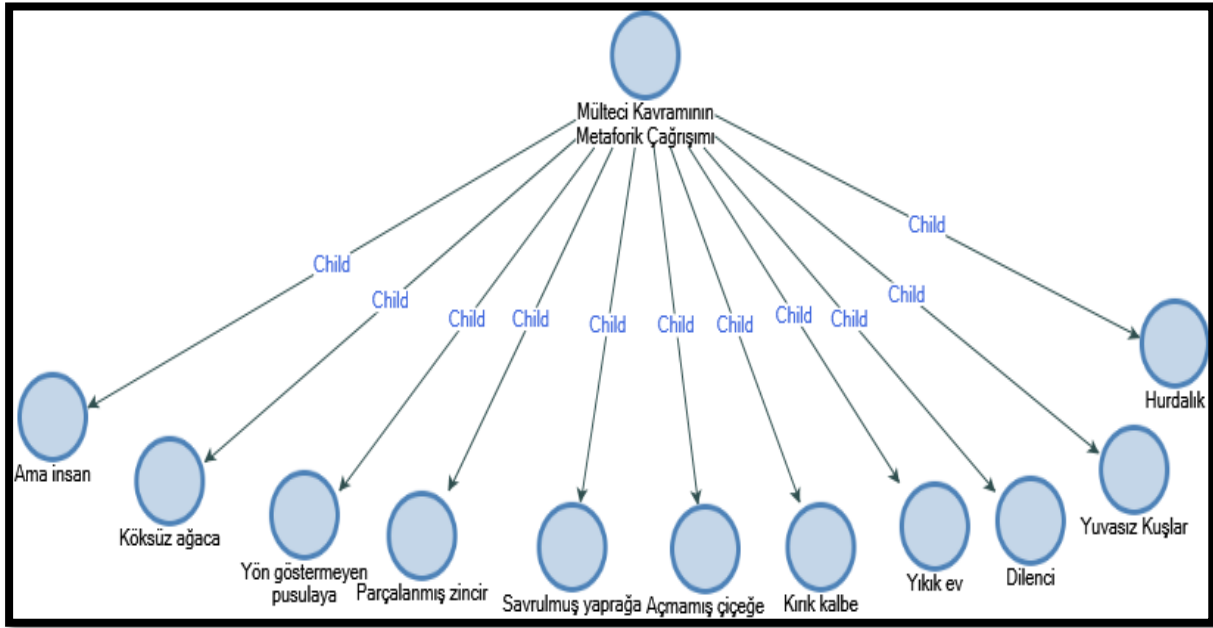 Mülteci Kavramının
Metaforik Çağrışımı
Child
Child
Child
Child
Child
Child
Child
Child
Child
Child
Child
Ama insan
Köksüz ağaca
Yön göstermeyen
pusulaya
Parçalanmış zincir
Savrulmuş yaprağa
Açmamış çiçeğe
Kırık kalbe
Yıkık ev
Dilenci
Yuvasız Kuşlar
Hurdalık